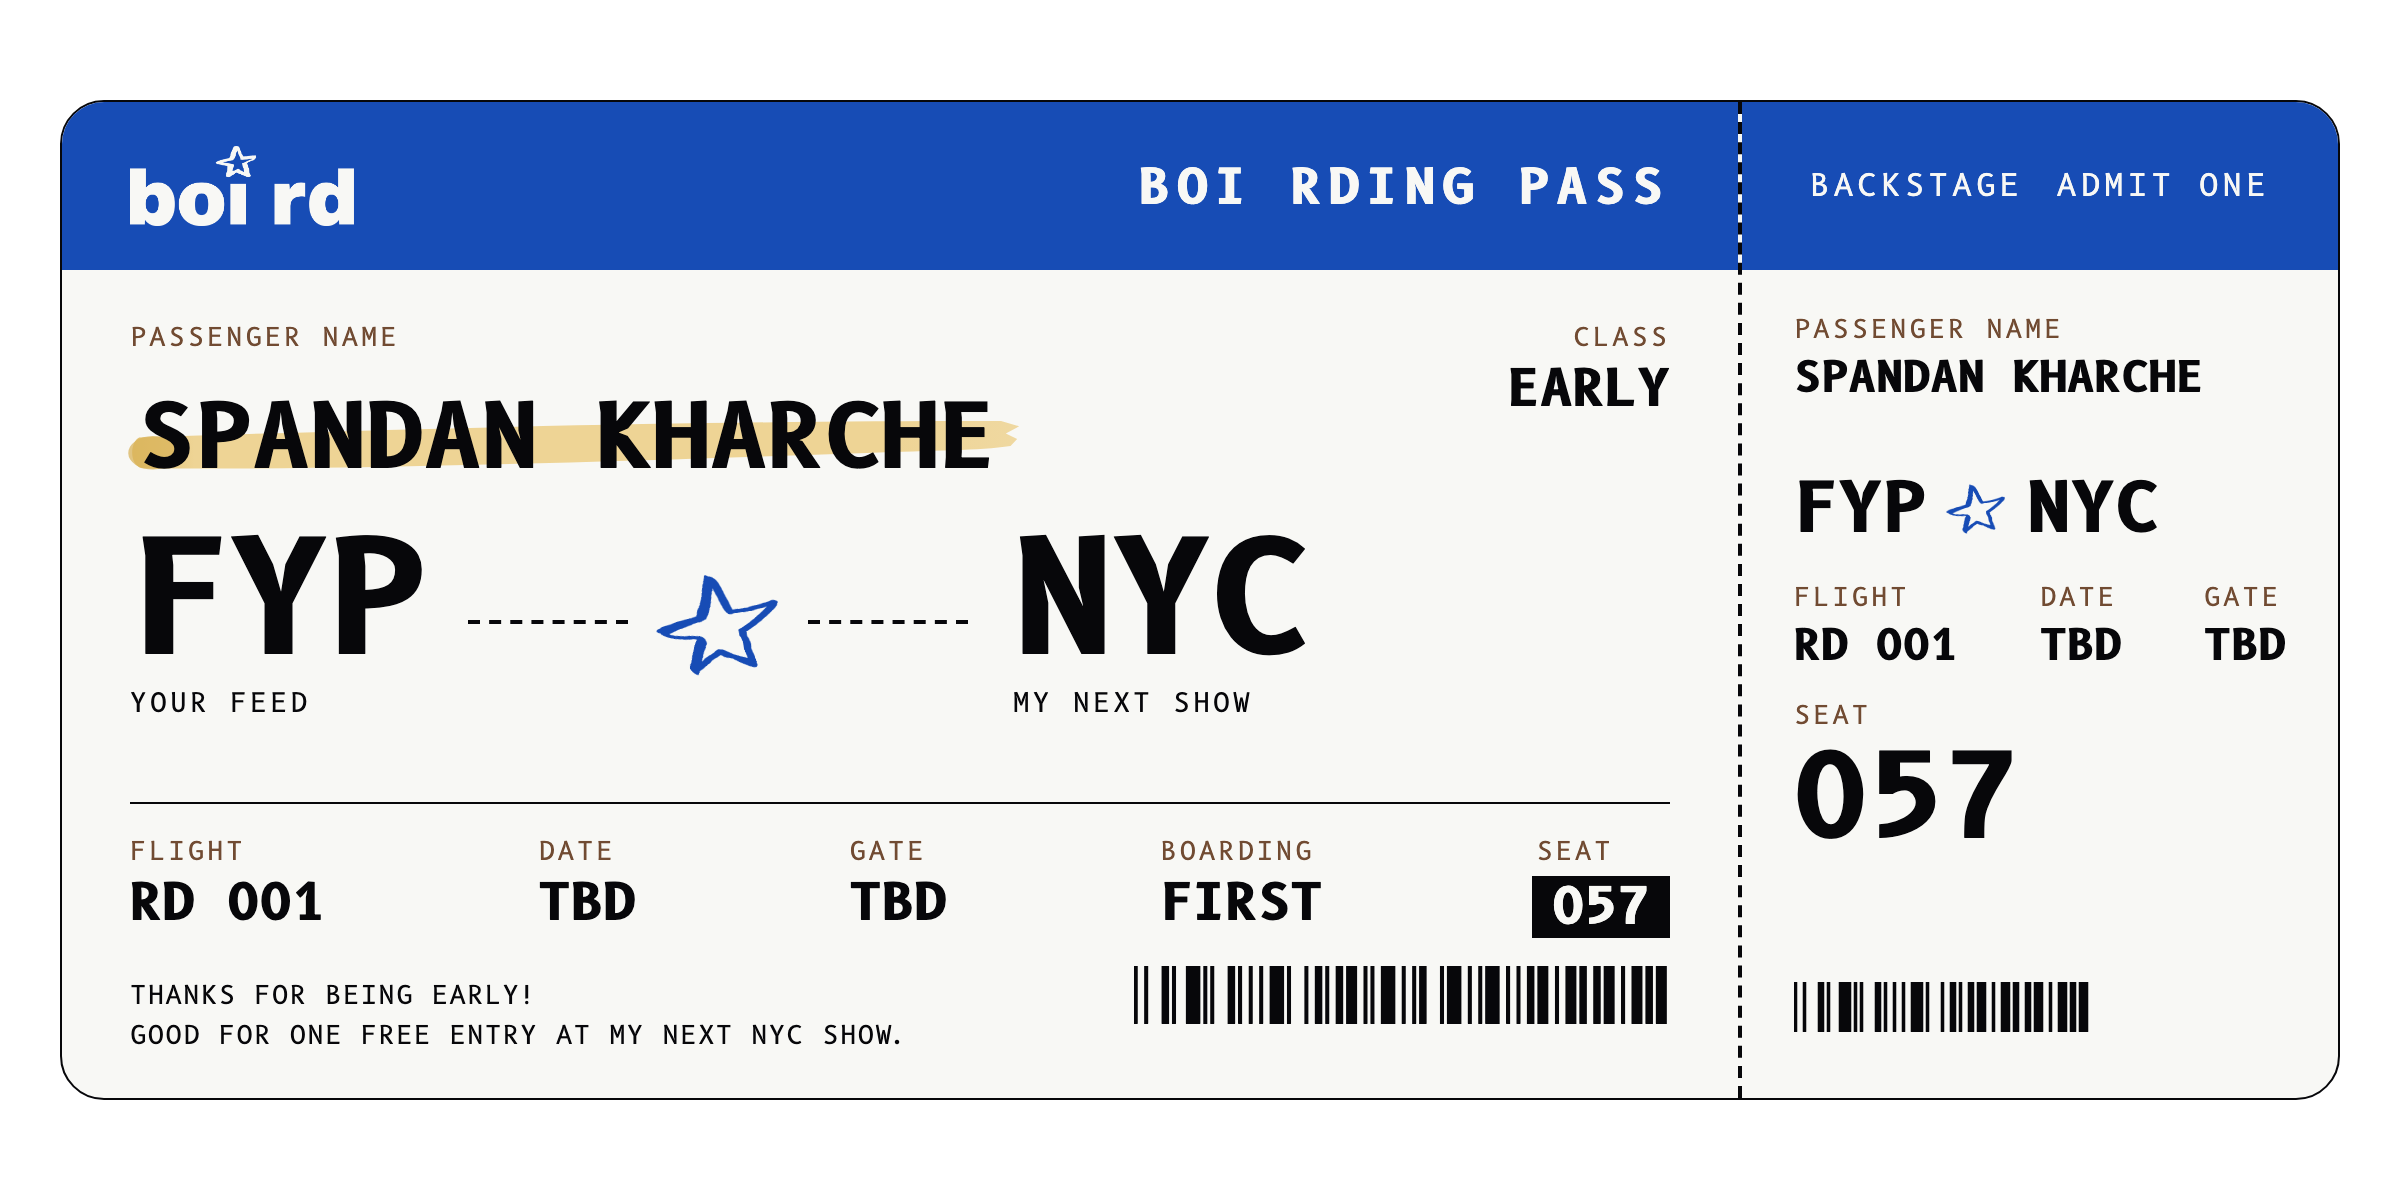 boi rd
BOI RDING PASS
PASSENGER NAME
SPANDAN KHARCHE
CLASS
EARLY
FYP
NYC
YOUR FEED
MY NEXT SHOW
FLIGHT
RD 001
DATE
TBD
GATE
TBD
BOARDING
FIRST
SEAT
057
THANKS FOR BEING EARLY!
GOOD FOR ONE FREE ENTRY AT MY NEXT NYC SHOW.
BACKSTAGE ADMIT ONE
PASSENGER NAME
SPANDAN KHARCHE
FYP NYC
FLIGHT
RD 001
DATE
TBD
GATE
TBD
SEAT
057